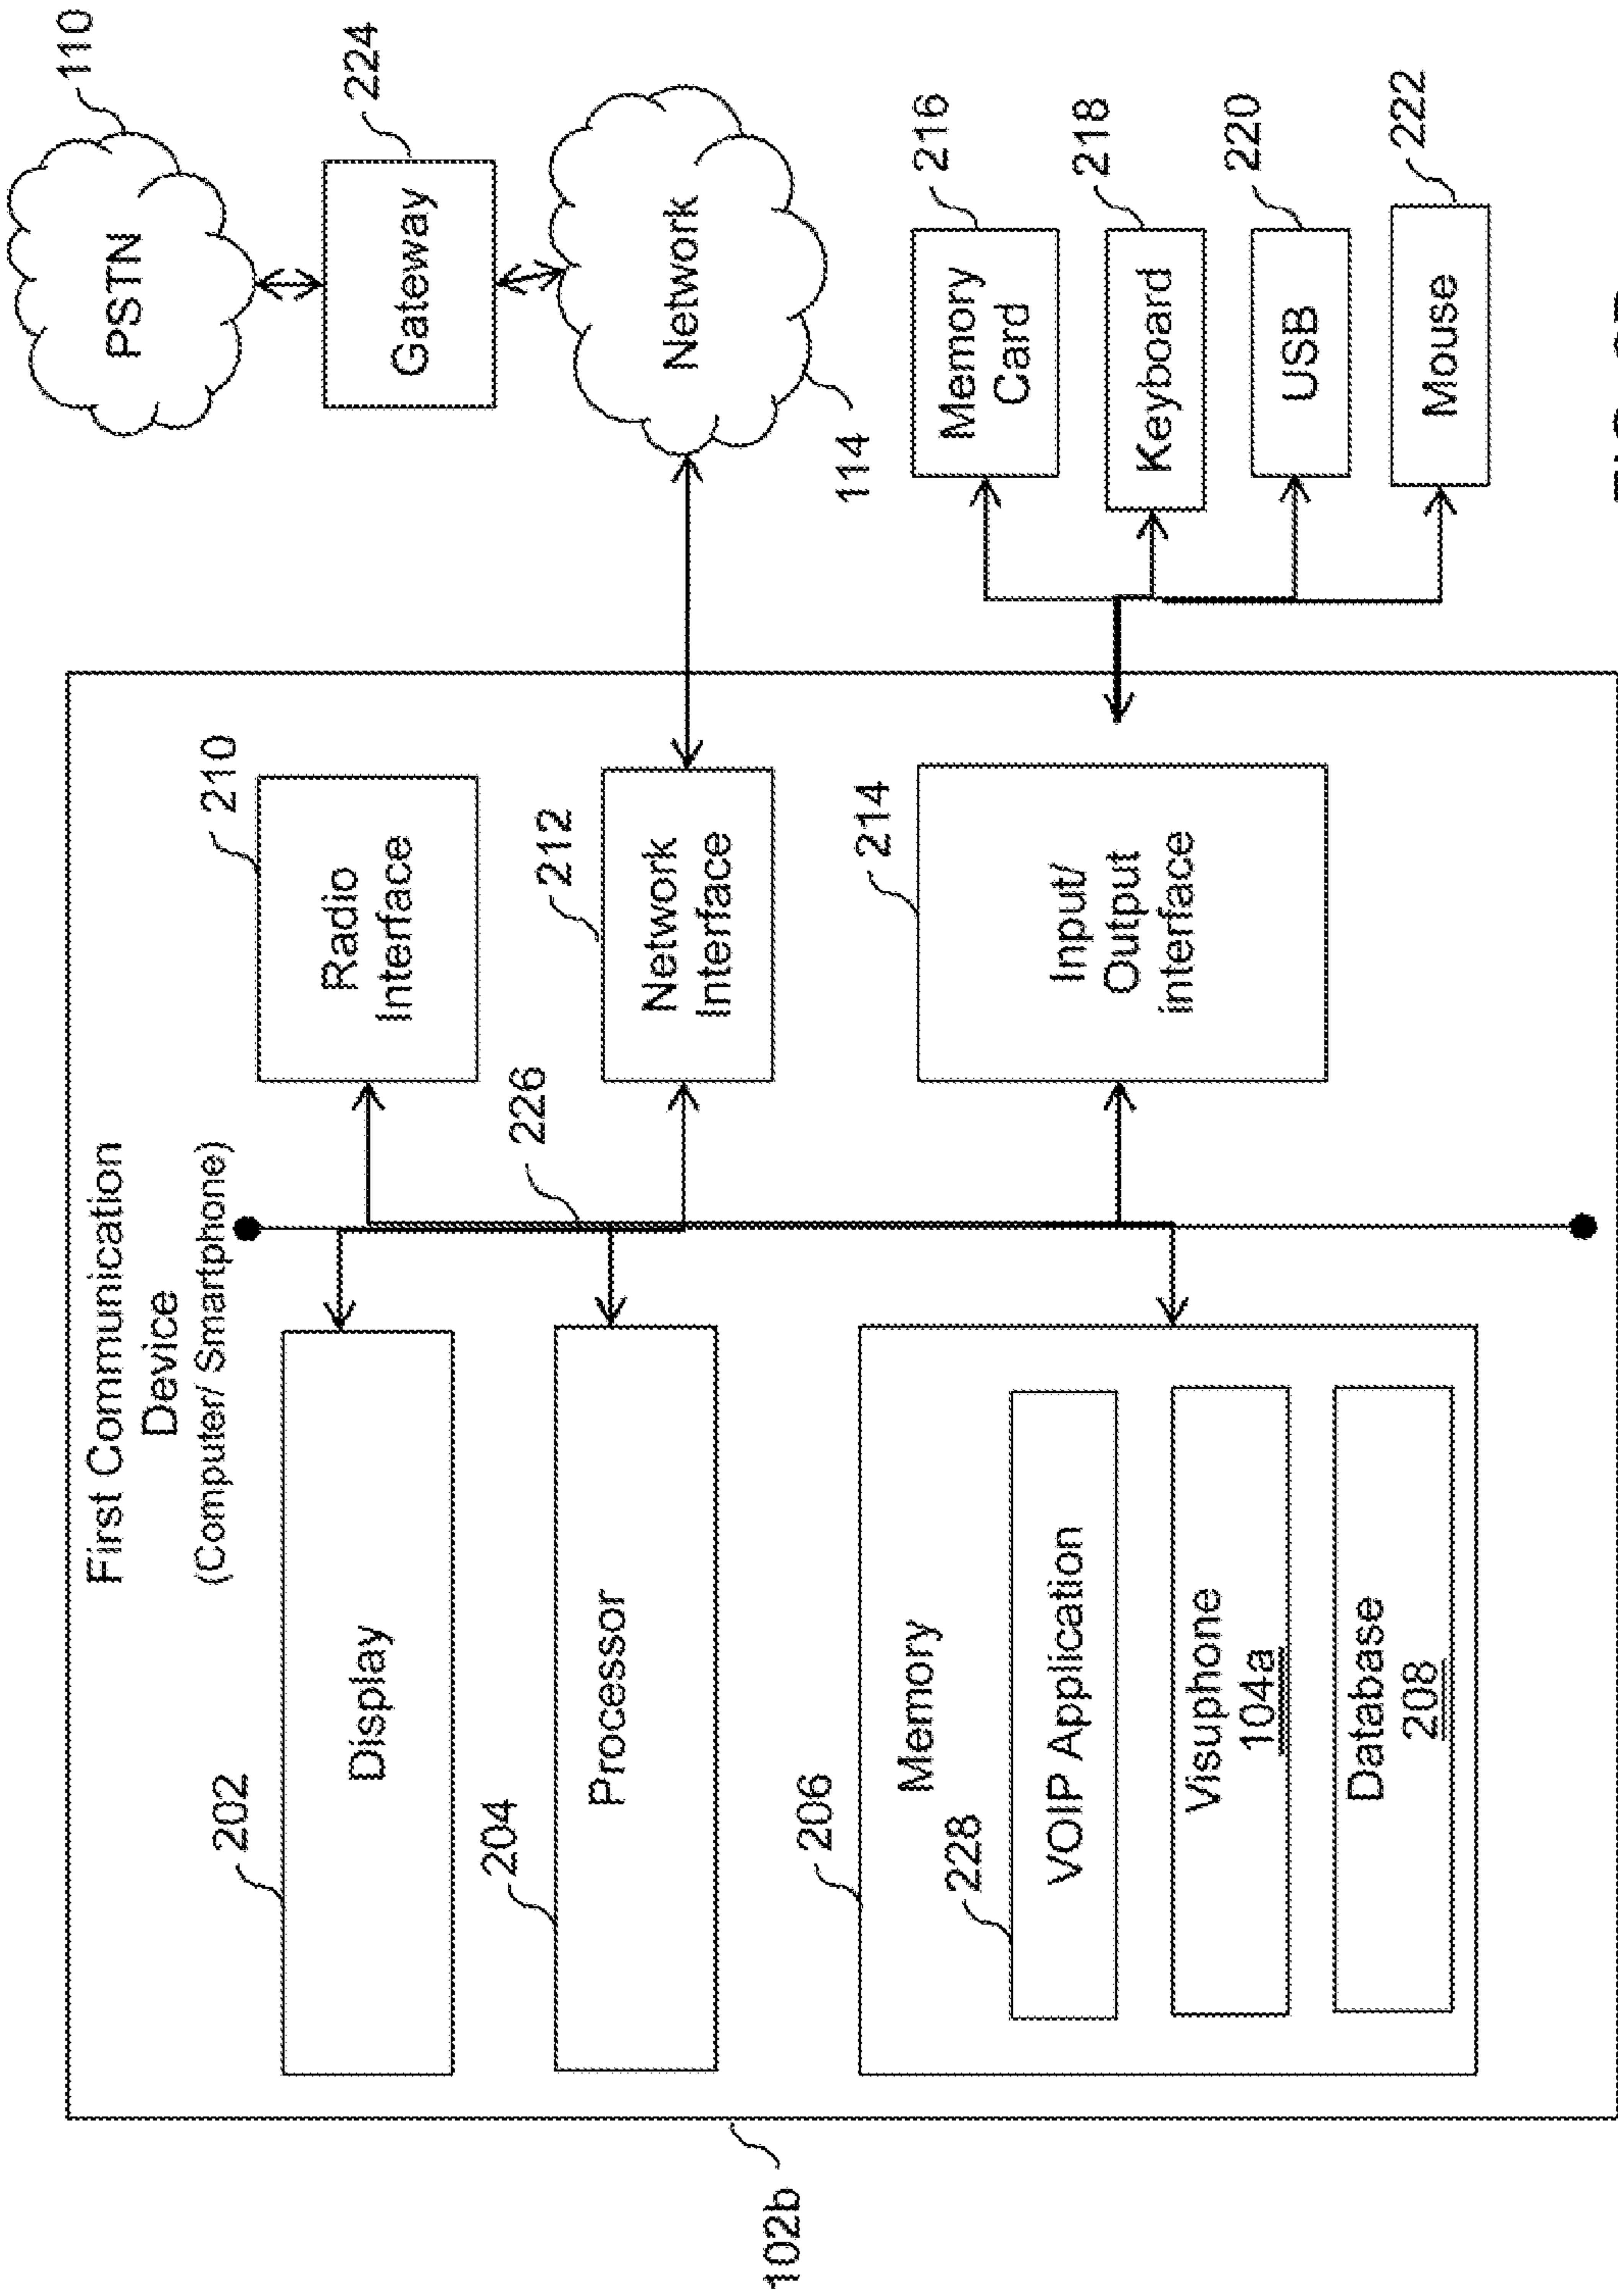 First Communication
Device
(Computer/ Smartphone)
202
Display
204
Processor
206
Memory
228
VOIP Application
Visuphone
104a
Database
208
102b
226
210
Radio
Interface
212
Network
Interface
214
Input/
Output
interface
PSTN
110
Gateway
224
Network
114
Memory
Card
216
Keyboard
218
USB
220
Mouse
222